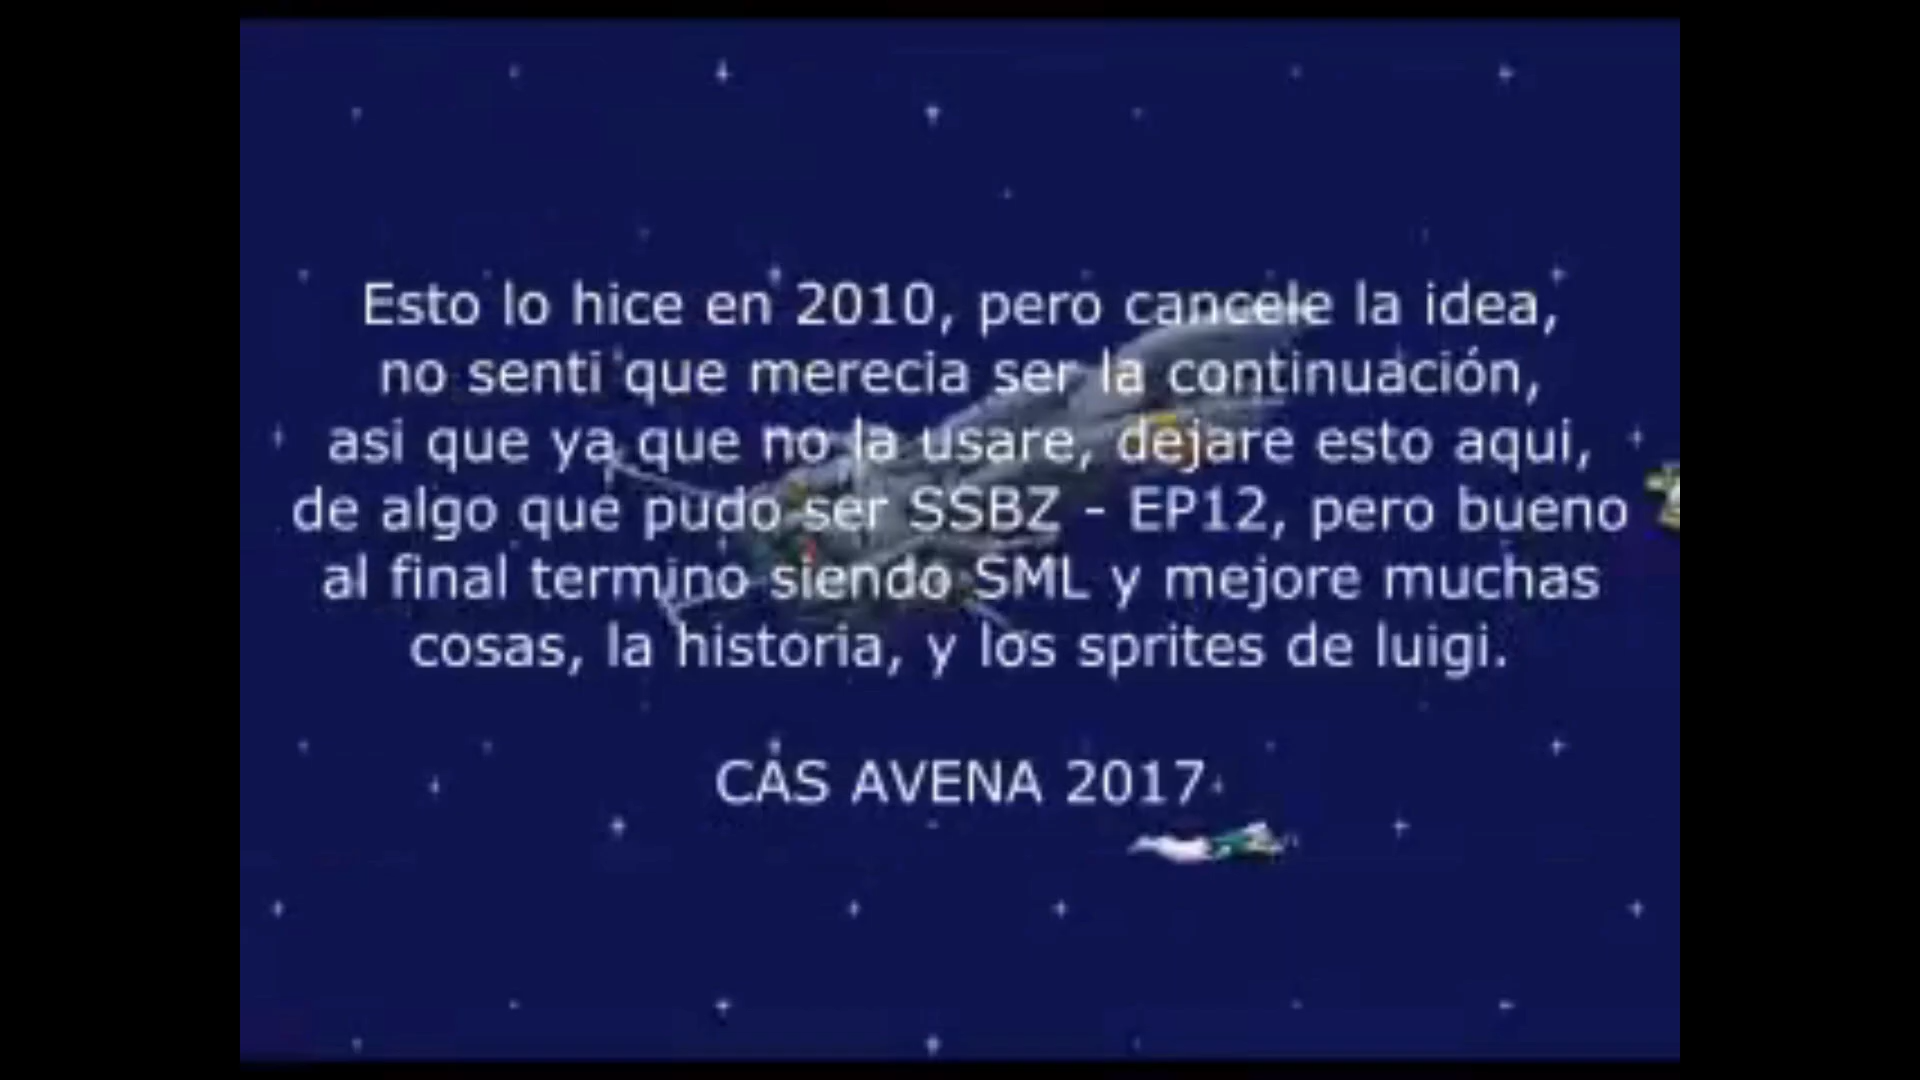 Esto lo hice en 2010, pero cancele la idea,
no senti que merecia ser la continuación,
asi que ya que no la usare, dejare esto aqui,
de algo que pudo ser SSBZ - EP12, pero bueno
al final termino siendo SML y mejore muchas
cosas, la historia, y los sprites de luigi.
CAS AVENA 2017